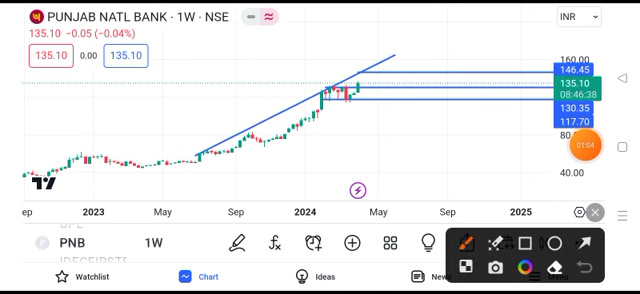 PUNJAB NATL BANK · 1W · NSE
INR
135.10 −0.05 (−0.04%)
135.10 0.00 135.10
160.00
146.45
135.10
08:46:38
130.35
117.70
80.
01:04
40.00
ep 2023 May Sep 2024 May Sep 2025
P PNB 1W
Watchlist Chart Ideas News